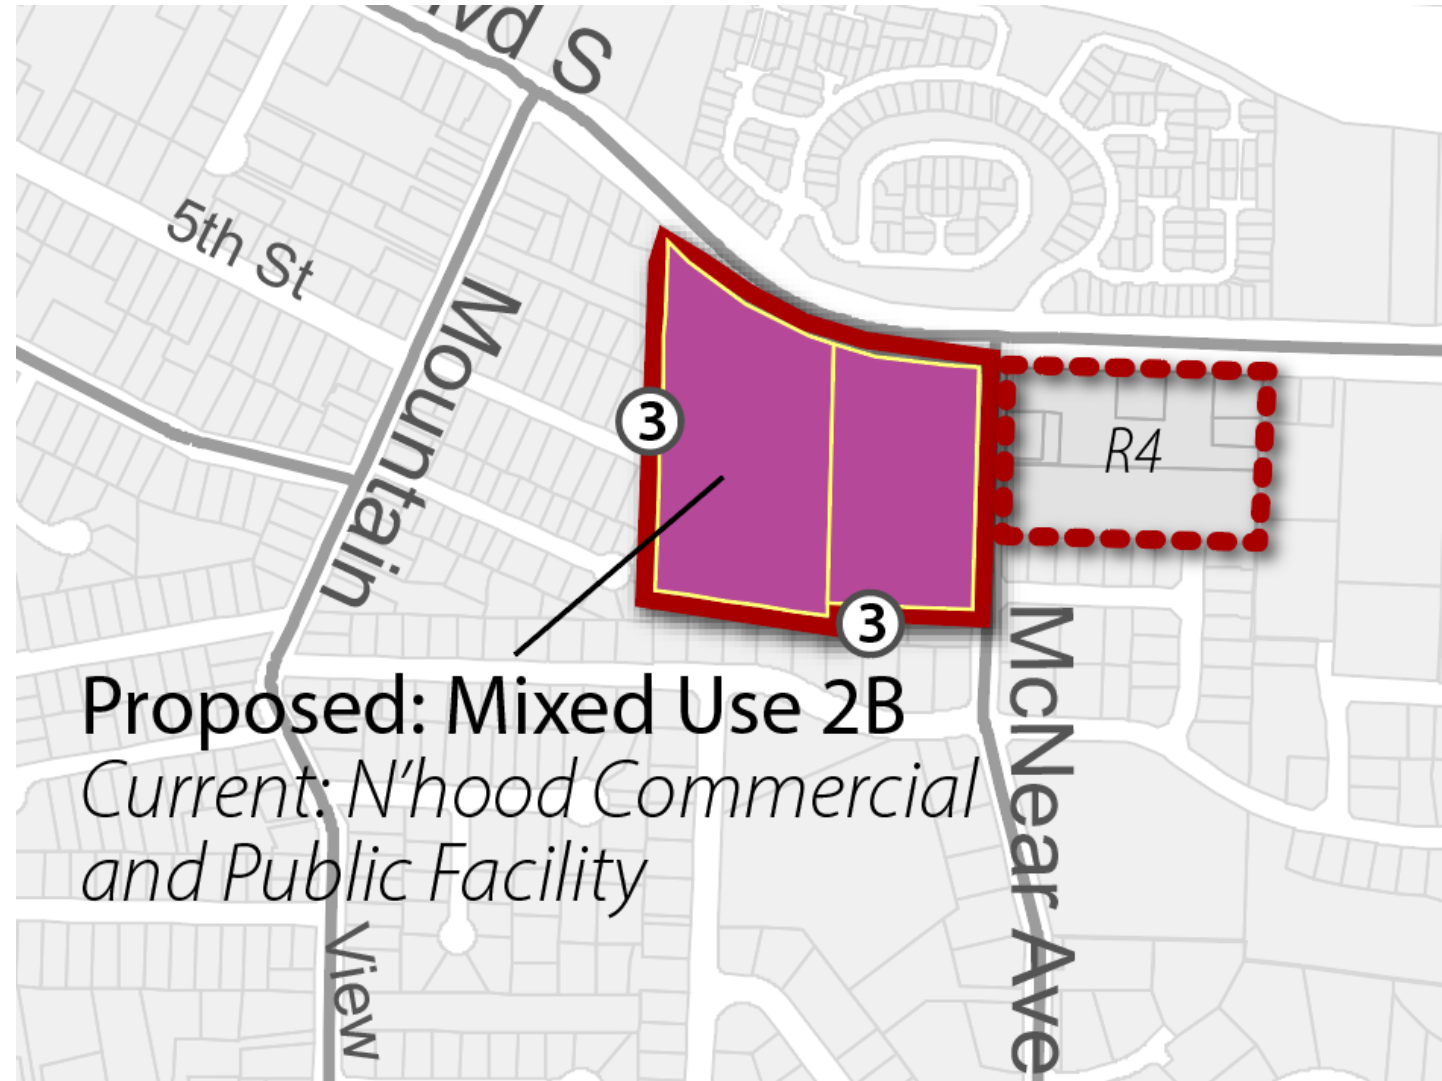 lvd S
5th St
Mountain
3
R4
3
McNear Ave
Proposed: Mixed Use 2B
Current: N'hood Commercial
and Public Facility
View